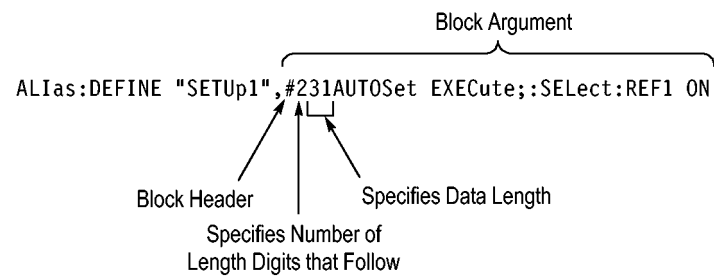 Block Argument
ALIas:DEFINE "SETUp1",#231AUTOSet EXECute;:SELect:REF1 ON
Block Header
Specifies Data Length
Specifies Number of
Length Digits that Follow